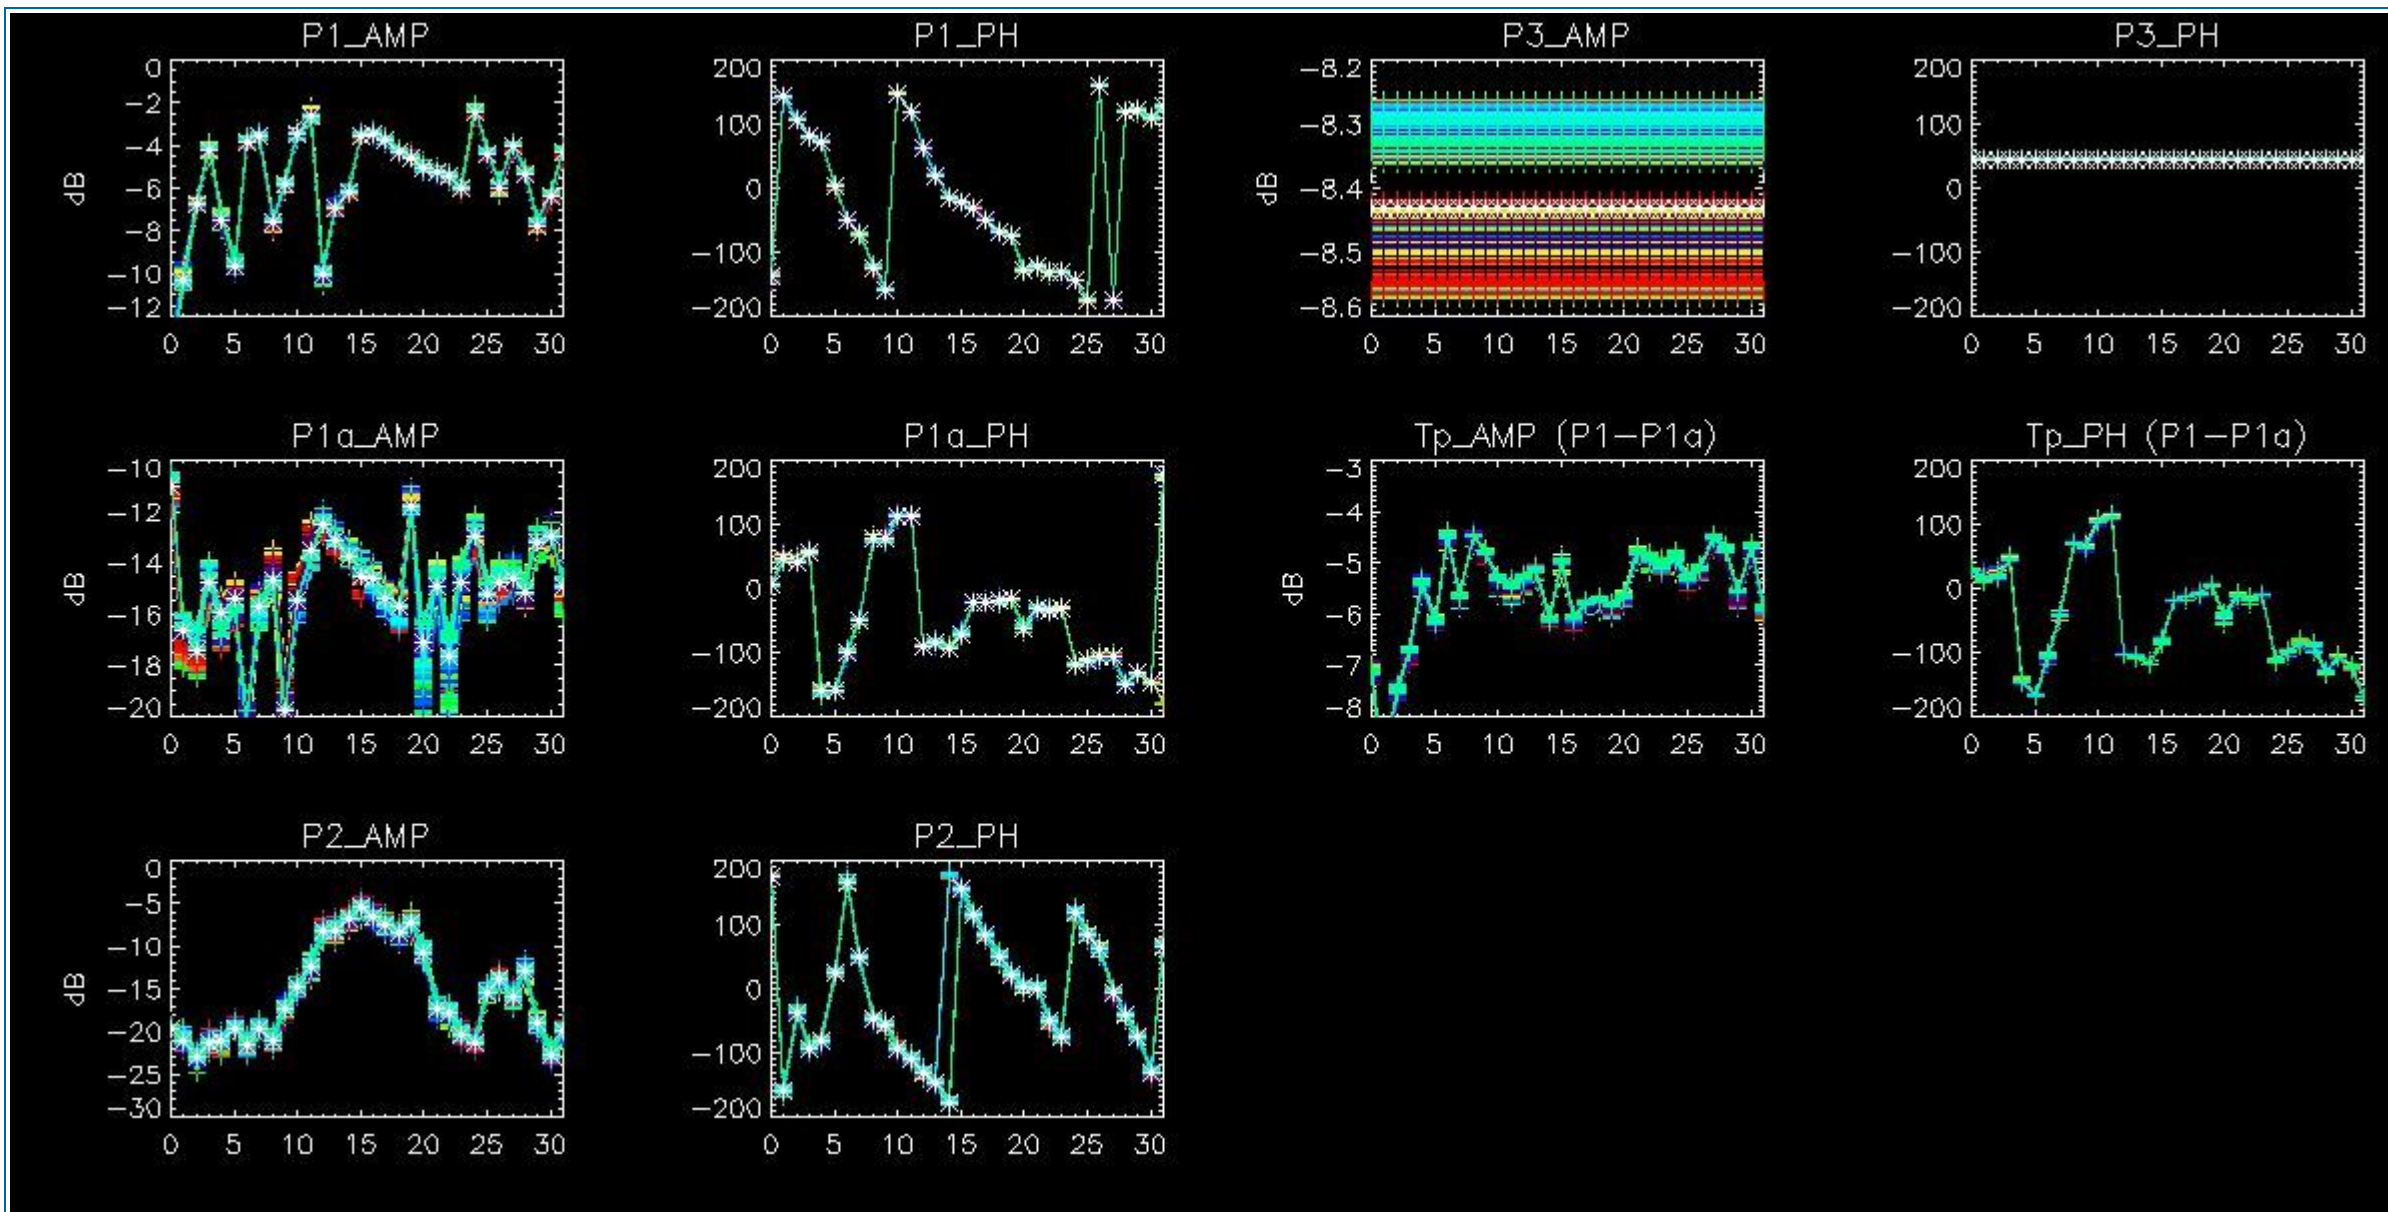 P1_AMP
P1_PH
P3_AMP
P3_PH
0
−2
−4
−6
−8
−10
−12
dB
0 5 10 15 20 25 30
200
100
0
−100
−200
0 5 10 15 20 25 30
−8.2
−8.3
−8.4
−8.5
−8.6
dB
0 5 10 15 20 25 30
200
100
0
−100
−200
0 5 10 15 20 25 30
P1a_AMP
P1a_PH
Tp_AMP (P1−P1a)
Tp_PH (P1−P1a)
−10
−12
−14
−16
−18
−20
dB
0 5 10 15 20 25 30
200
100
0
−100
−200
0 5 10 15 20 25 30
−3
−4
−5
−6
−7
−8
dB
0 5 10 15 20 25 30
200
100
0
−100
−200
0 5 10 15 20 25 30
P2_AMP
P2_PH
0
−5
−10
−15
−20
−25
−30
dB
0 5 10 15 20 25 30
200
100
0
−100
−200
0 5 10 15 20 25 30